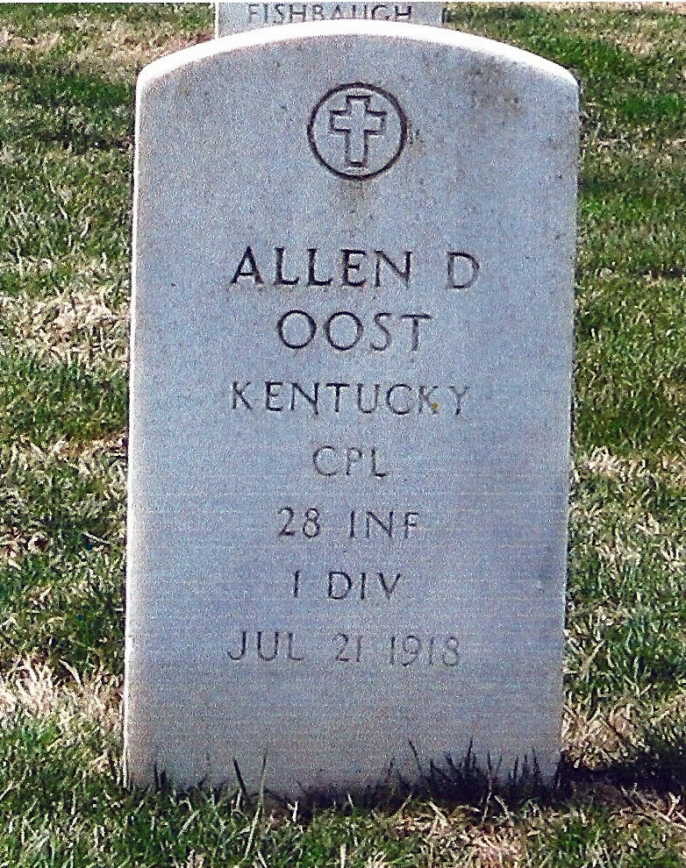 FISHBAUGH
ALLEN D
OOST
KENTUCKY
CPL
28 INF
1 DIV
JUL 21 1918